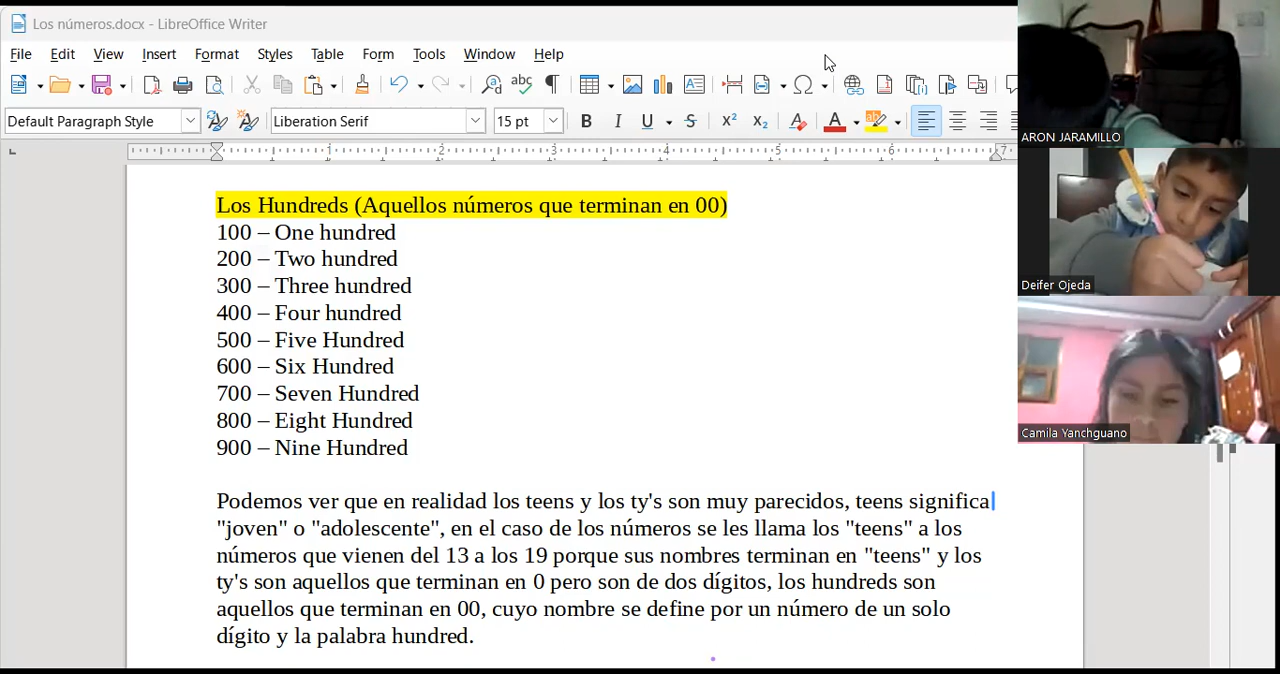 Los números.docx - LibreOffice Writer
File Edit View Insert Format Styles Table Form Tools Window Help
Default Paragraph Style Liberation Serif 15 pt
1 2 3 4 5 6 7
Los Hundreds (Aquellos números que terminan en 00)
100 – One hundred
200 – Two hundred
300 – Three hundred
400 – Four hundred
500 – Five Hundred
600 – Six Hundred
700 – Seven Hundred
800 – Eight Hundred
900 – Nine Hundred
Podemos ver que en realidad los teens y los ty's son muy parecidos, teens significa
"joven" o "adolescente", en el caso de los números se les llama los "teens" a los
números que vienen del 13 a los 19 porque sus nombres terminan en "teens" y los
ty's son aquellos que terminan en 0 pero son de dos dígitos, los hundreds son
aquellos que terminan en 00, cuyo nombre se define por un número de un solo
dígito y la palabra hundred.
ARON JARAMILLO
Deifer Ojeda
Camila Yanchguano